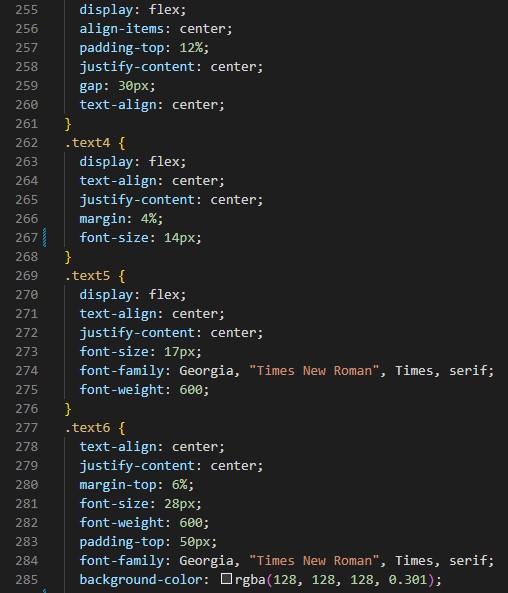 255 display: flex;
256 align-items: center;
257 padding-top: 12%;
258 justify-content: center;
259 gap: 30px;
260 text-align: center;
261 }
262 .text4 {
263 display: flex;
264 text-align: center;
265 justify-content: center;
266 margin: 4%;
267 font-size: 14px;
268 }
269 .text5 {
270 display: flex;
271 text-align: center;
272 justify-content: center;
273 font-size: 17px;
274 font-family: Georgia, "Times New Roman", Times, serif;
275 font-weight: 600;
276 }
277 .text6 {
278 text-align: center;
279 justify-content: center;
280 margin-top: 6%;
281 font-size: 28px;
282 font-weight: 600;
283 padding-top: 50px;
284 font-family: Georgia, "Times New Roman", Times, serif;
285 background-color: rgba(128, 128, 128, 0.301);